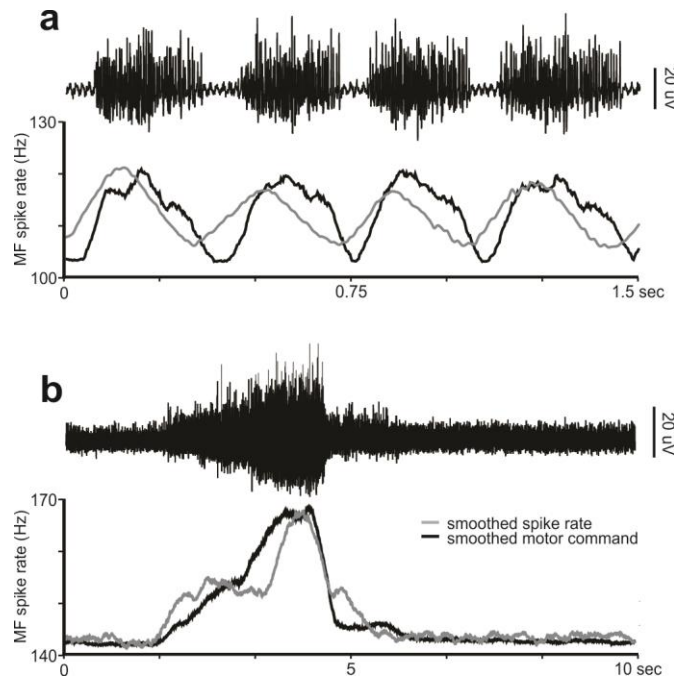 a
20 uV
130
MF spike rate (Hz)
100
0
0.75
1.5 sec
b
20 uV
170
smoothed spike rate
smoothed motor command
MF spike rate (Hz)
140
0
5
10 sec